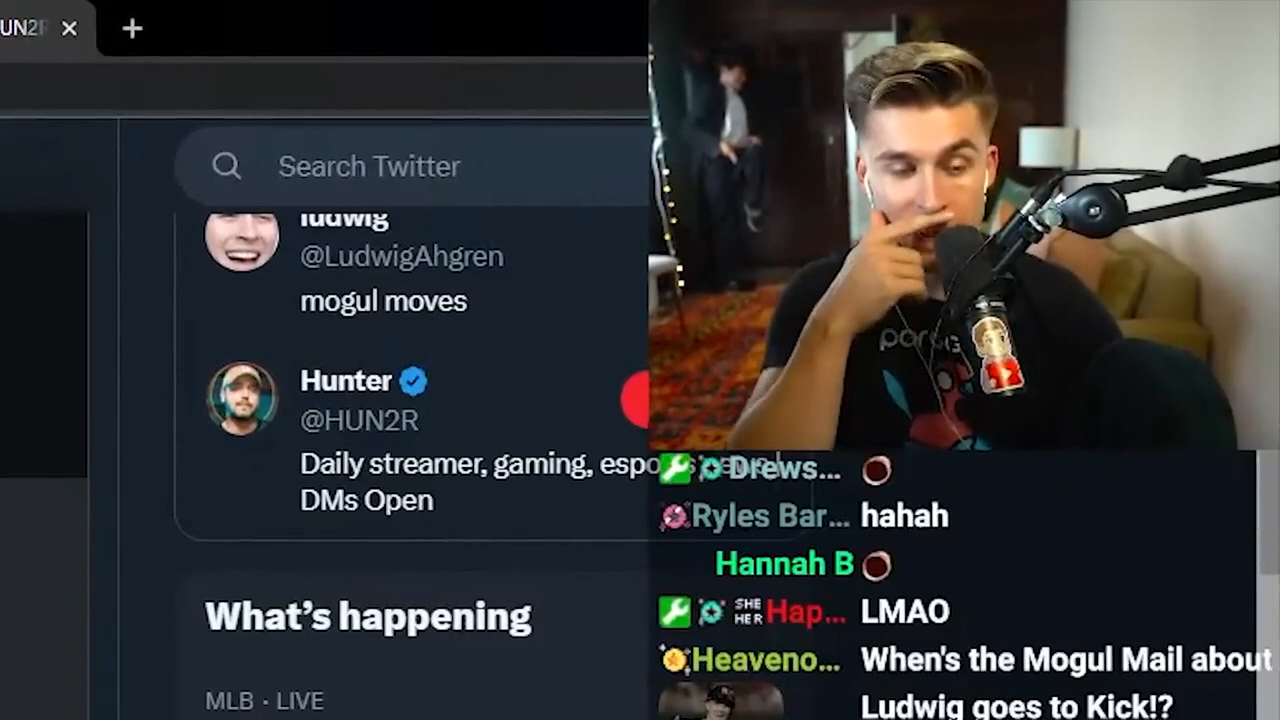 UN2R
Search Twitter
ludwig
@LudwigAhgren
mogul moves
Hunter
@HUN2R
Daily streamer, gaming, espo
DMs Open
What's happening
MLB · LIVE
Drews...
Ryles Bar... hahah
Hannah B
SHE
HER
Hap... LMAO
Heaveno... When's the Mogul Mail about
Ludwig goes to Kick!?